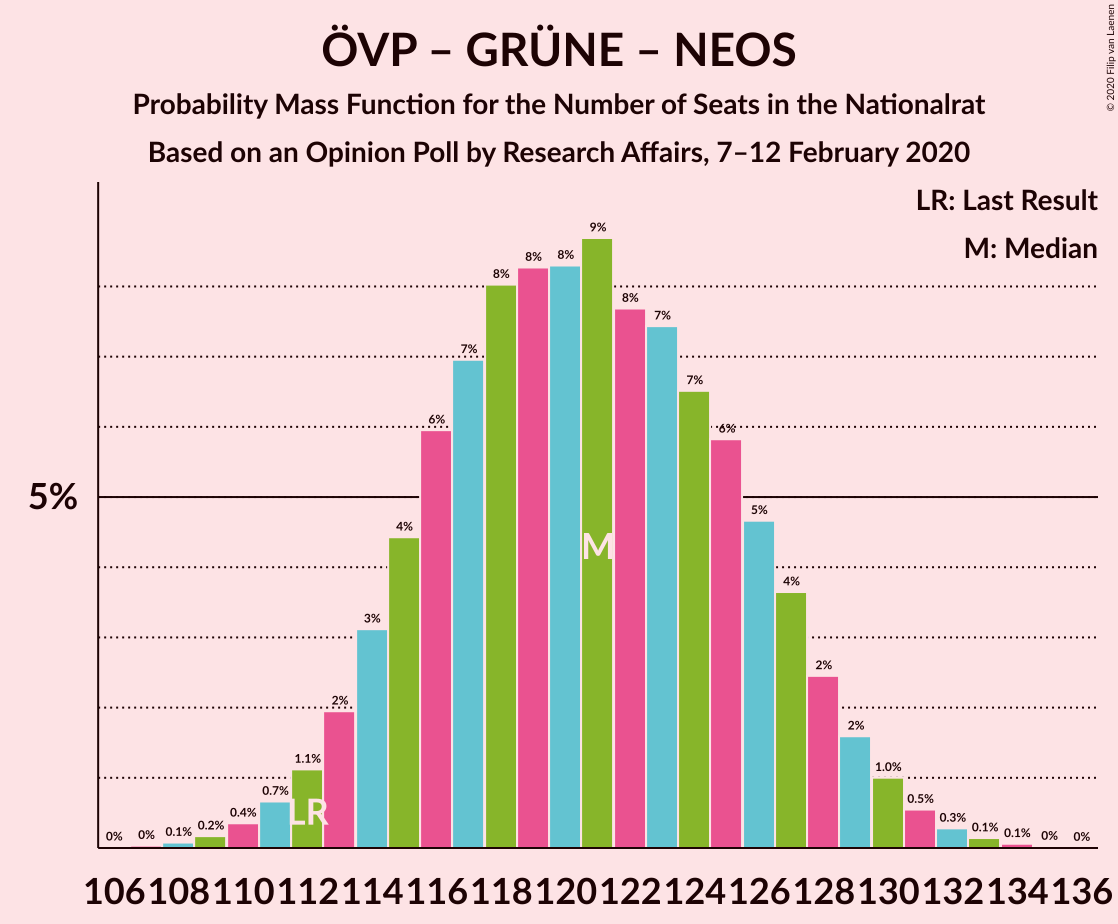 ÖVP – GRÜNE – NEOS
Probability Mass Function for the Number of Seats in the Nationalrat
Based on an Opinion Poll by Research Affairs, 7–12 February 2020
© 2020 Filip van Laenen
LR: Last Result
M: Median
5%
0% 0% 0.1% 0.2% 0.4% 0.7% 1.1% 2% 3% 4% 6% 7% 8% 8% 8% 9% 8% 7% 7% 6% 5% 4% 2% 2% 1.0% 0.5% 0.3% 0.1% 0.1% 0% 0%
M
LR
106 108 110 112 114 116 118 120 122 124 126 128 130 132 134 136